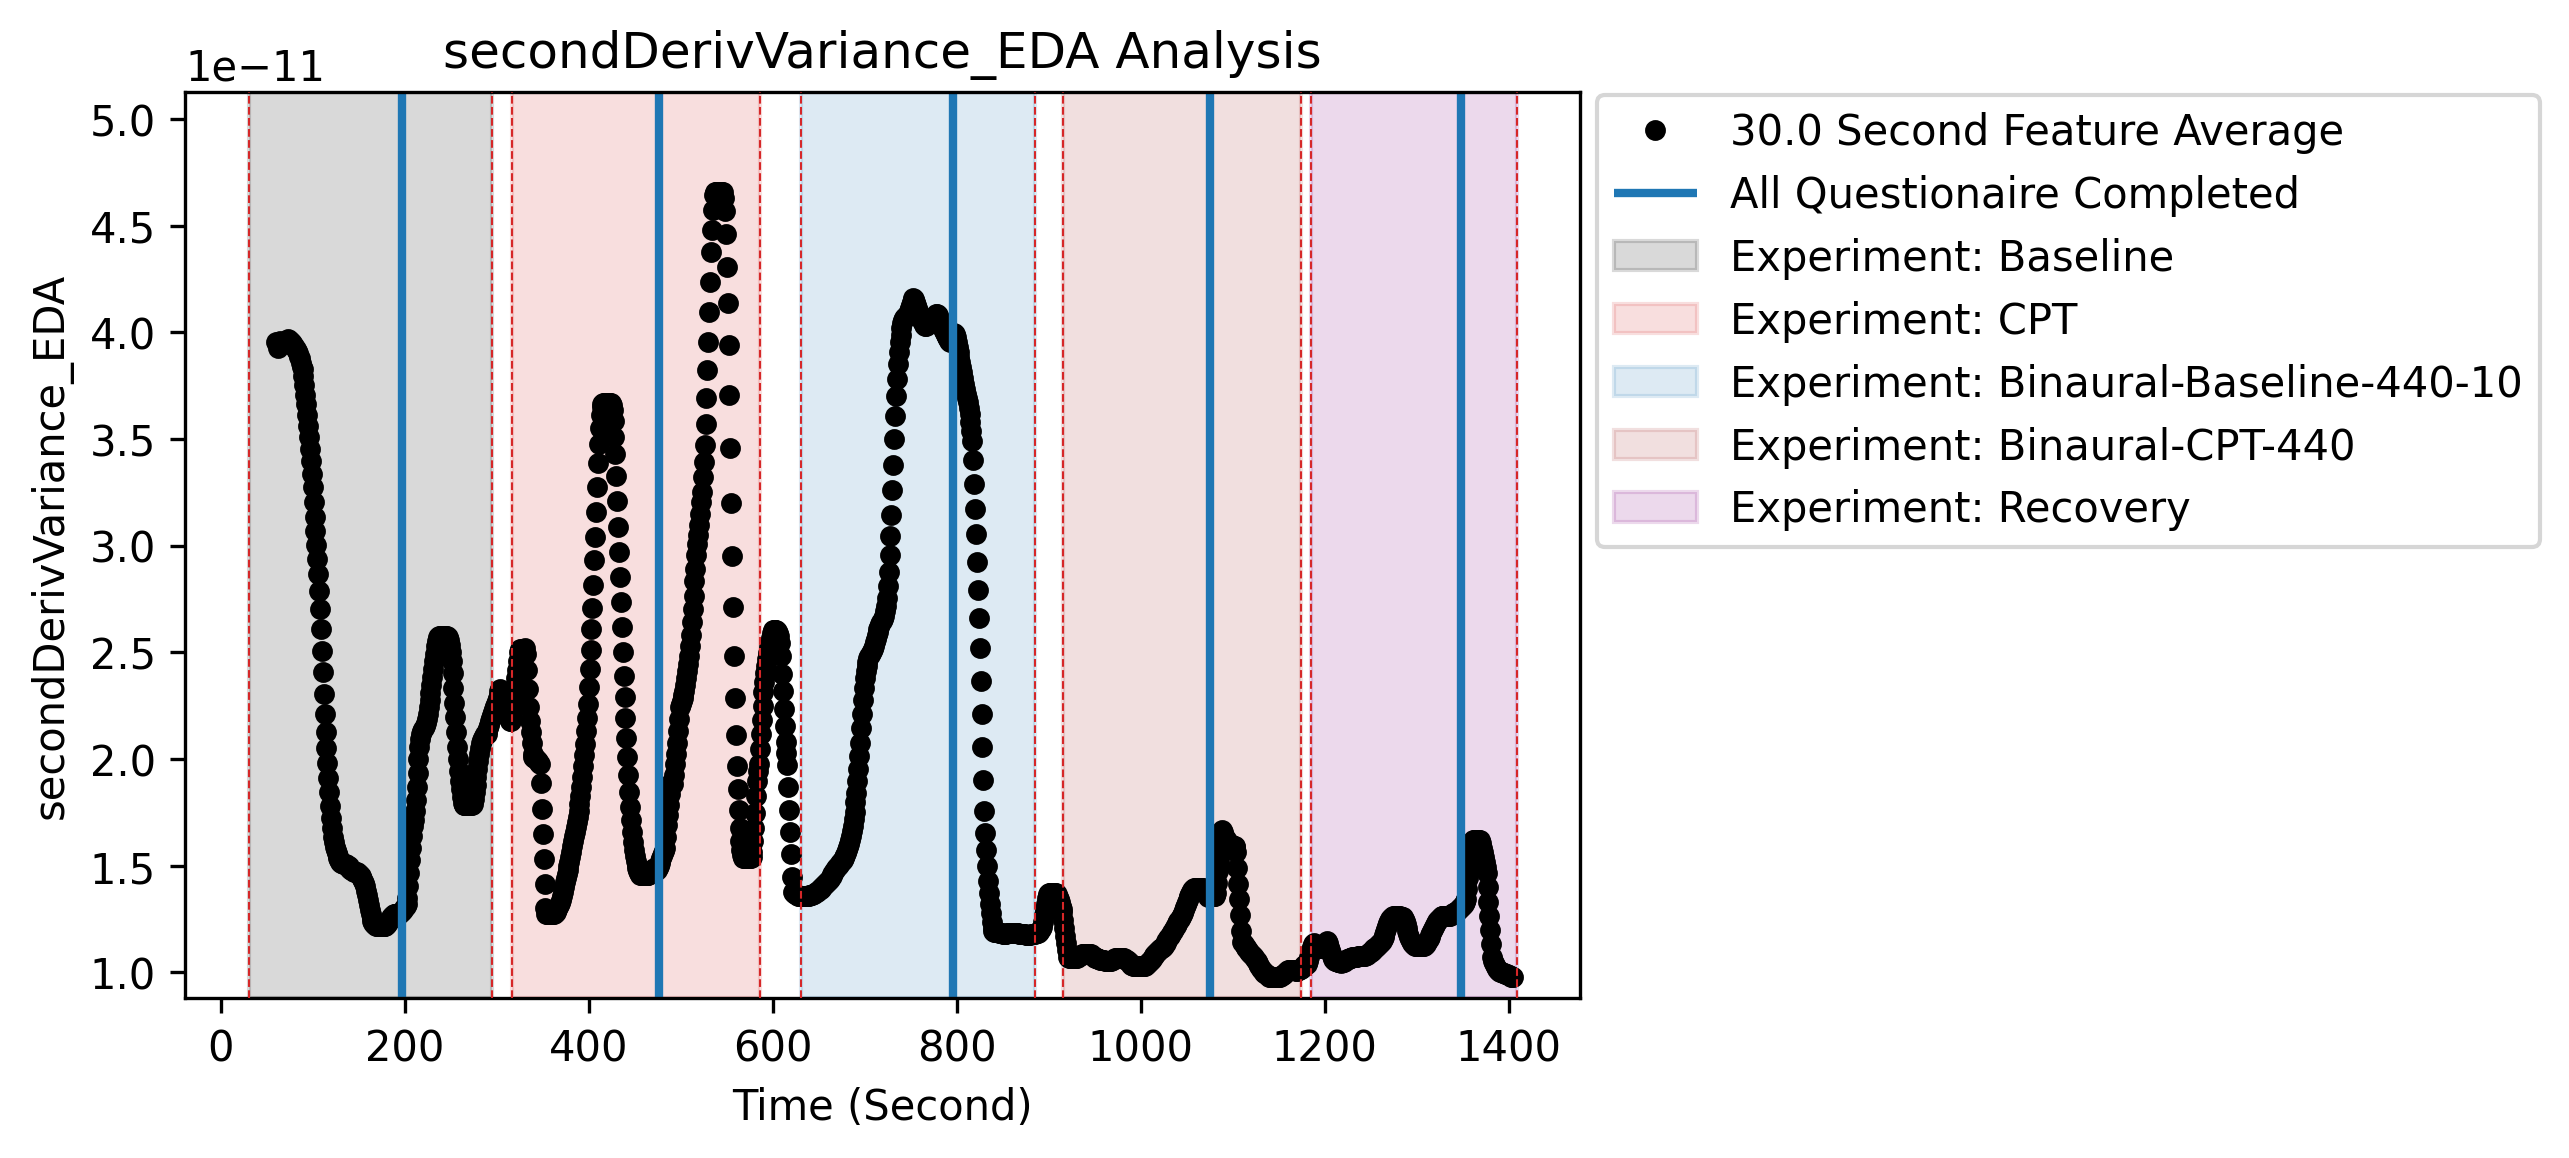 secondDerivVariance_EDA Analysis
1e−11
5.0
4.5
4.0
3.5
3.0
2.5
2.0
1.5
1.0
secondDerivVariance_EDA
0 200 400 600 800 1000 1200 1400
Time (Second)
30.0 Second Feature Average
All Questionaire Completed
Experiment: Baseline
Experiment: CPT
Experiment: Binaural-Baseline-440-10
Experiment: Binaural-CPT-440
Experiment: Recovery